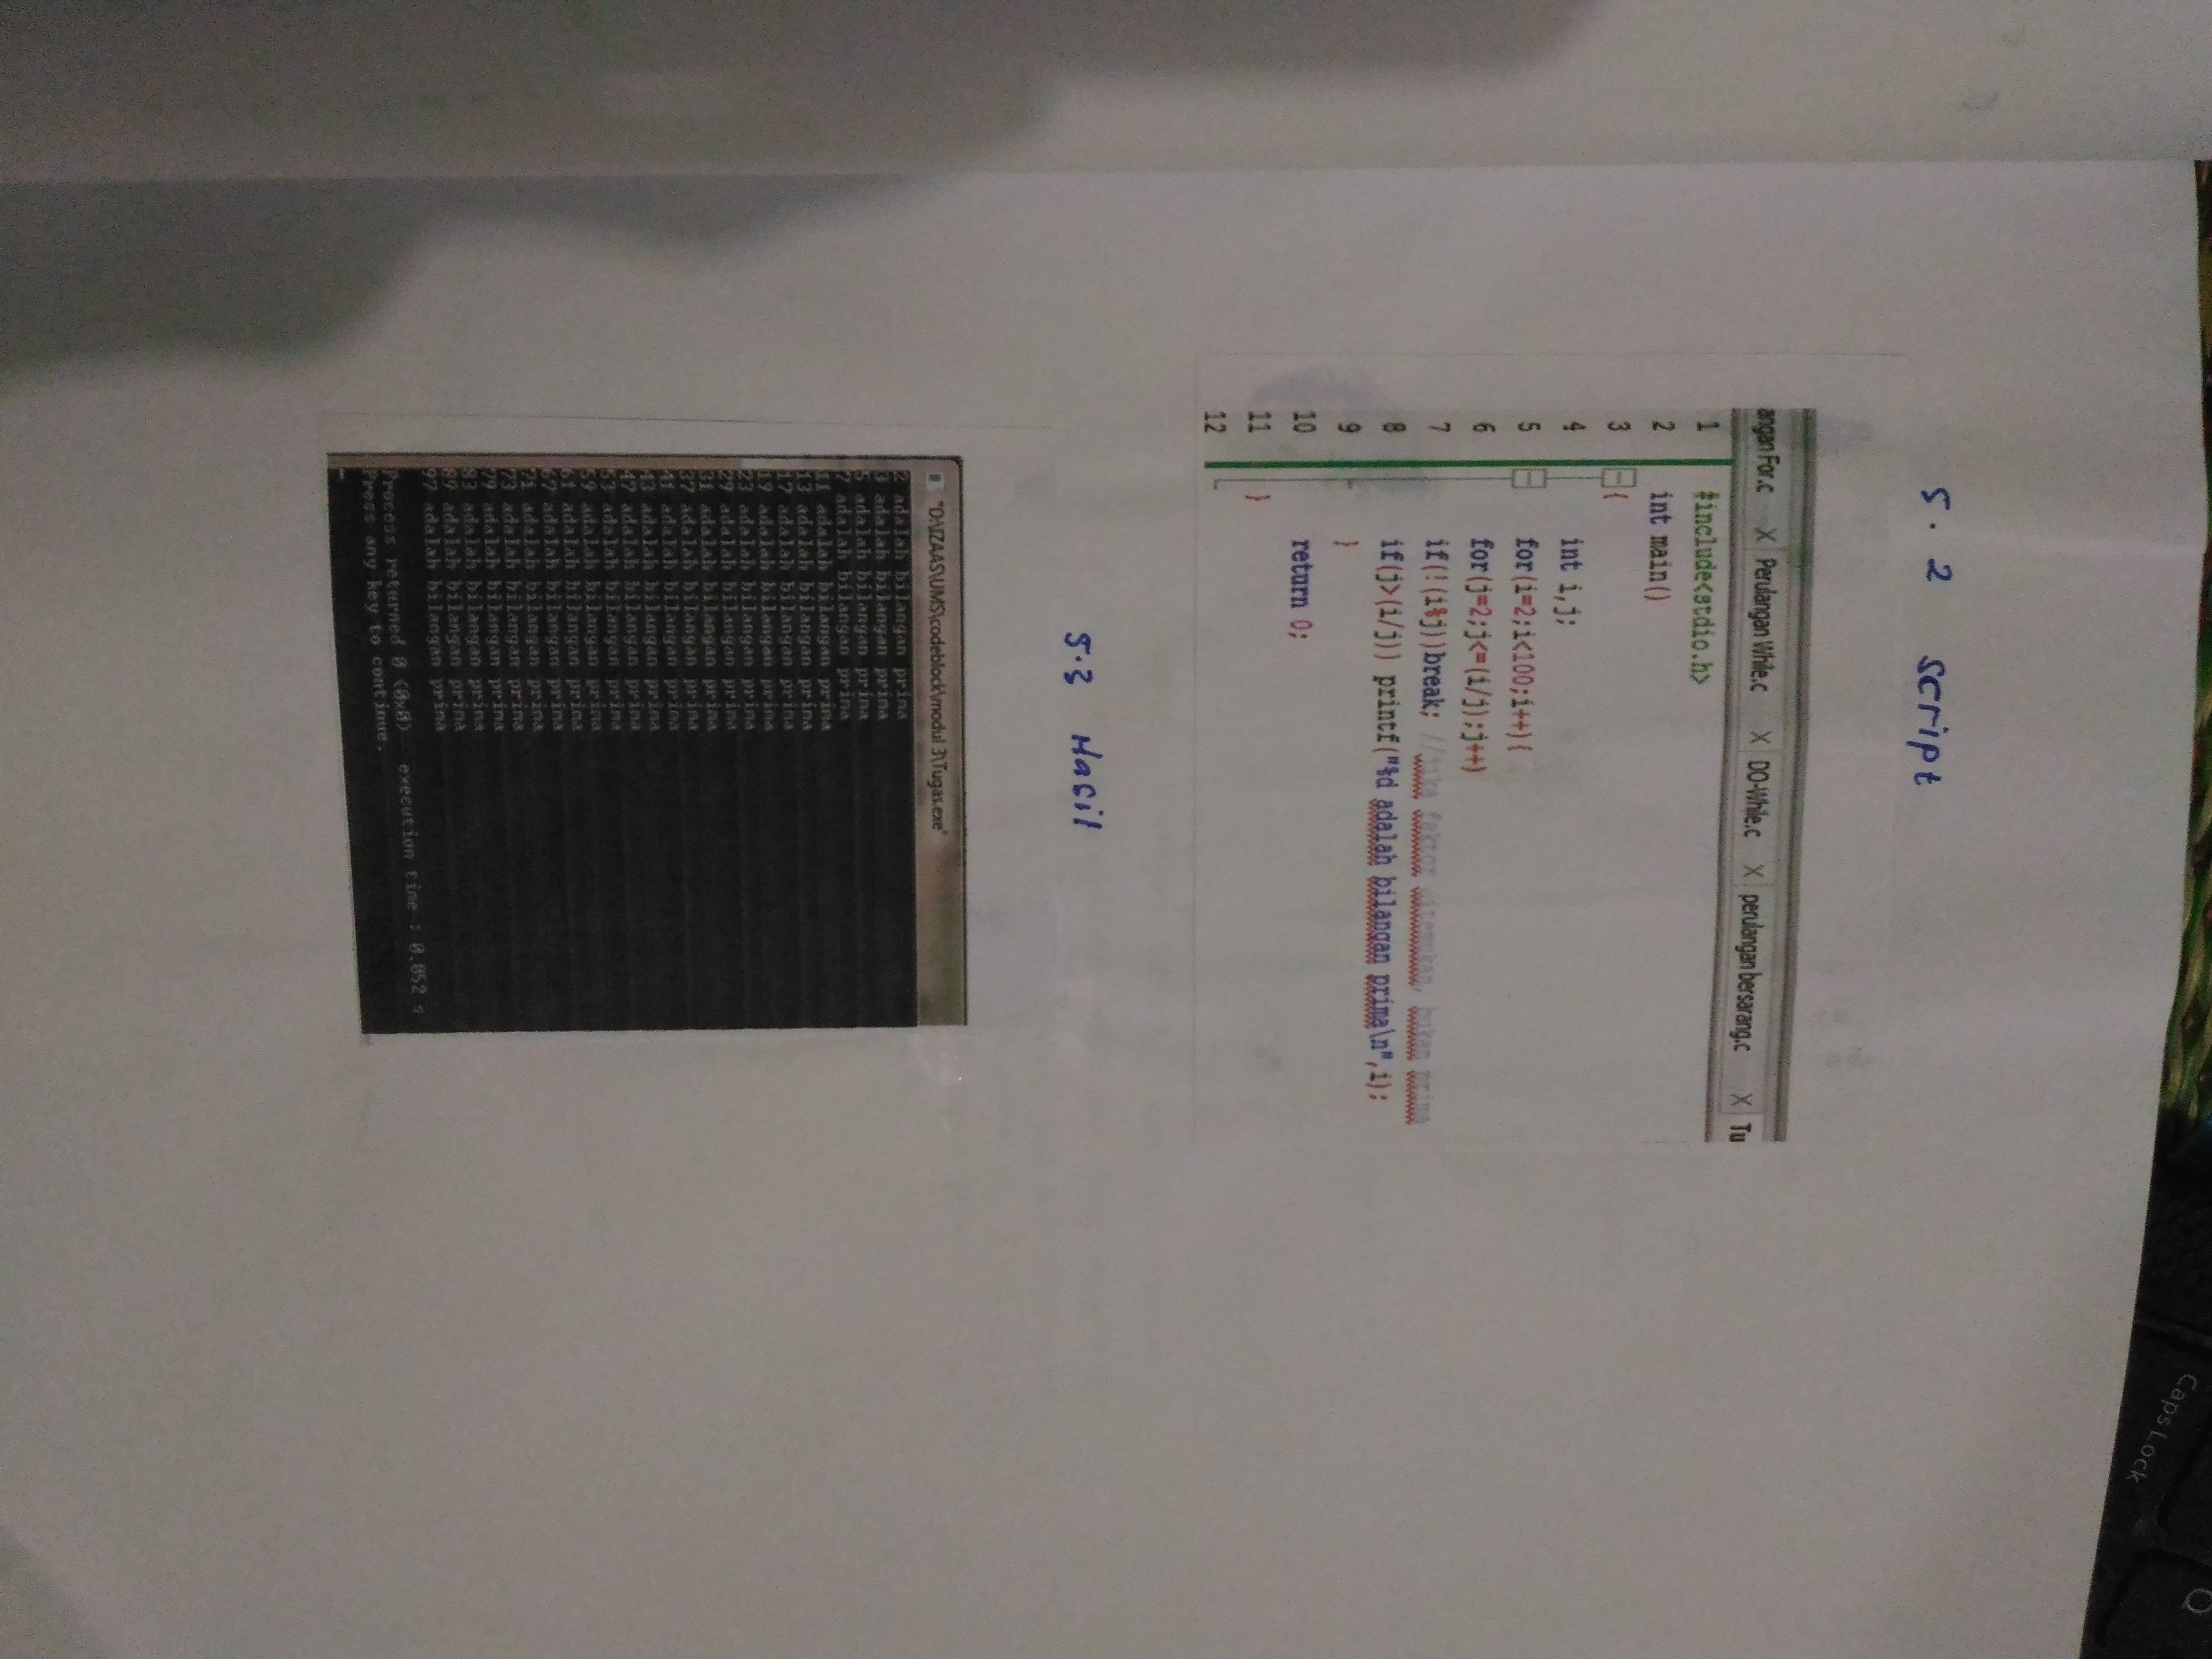 5.2 Script
angan For.c X Perulangan While.c X DO-While.c X perulangan bersarang.c X Tu
1 #include<stdio.h>
2 int main()
3 {
4 int i,j;
5 for(i=2;i<100;i++){
6 for(j=2;j<=(i/j);j++)
7 if(!(i%j))break; //jika faktor ditemukan, bukan prima
8 if(j>(i/j)) printf("%d adalah bilangan prima\n",i);
9 }
10 return 0;
11 }
12
5.3 Hasil
"D:\IZAAS\UMS\codeblock\modul 3\Tugas.exe"
2 adalah bilangan prima
3 adalah bilangan prima
5 adalah bilangan prima
7 adalah bilangan prima
11 adalah bilangan prima
13 adalah bilangan prima
17 adalah bilangan prima
19 adalah bilangan prima
23 adalah bilangan prima
29 adalah bilangan prima
31 adalah bilangan prima
37 adalah bilangan prima
41 adalah bilangan prima
43 adalah bilangan prima
47 adalah bilangan prima
53 adalah bilangan prima
59 adalah bilangan prima
61 adalah bilangan prima
67 adalah bilangan prima
71 adalah bilangan prima
73 adalah bilangan prima
79 adalah bilangan prima
83 adalah bilangan prima
89 adalah bilangan prima
97 adalah bilangan prima
Process returned 0 (0x0) execution time : 0.052 s
Press any key to continue.
Caps Lock
Q